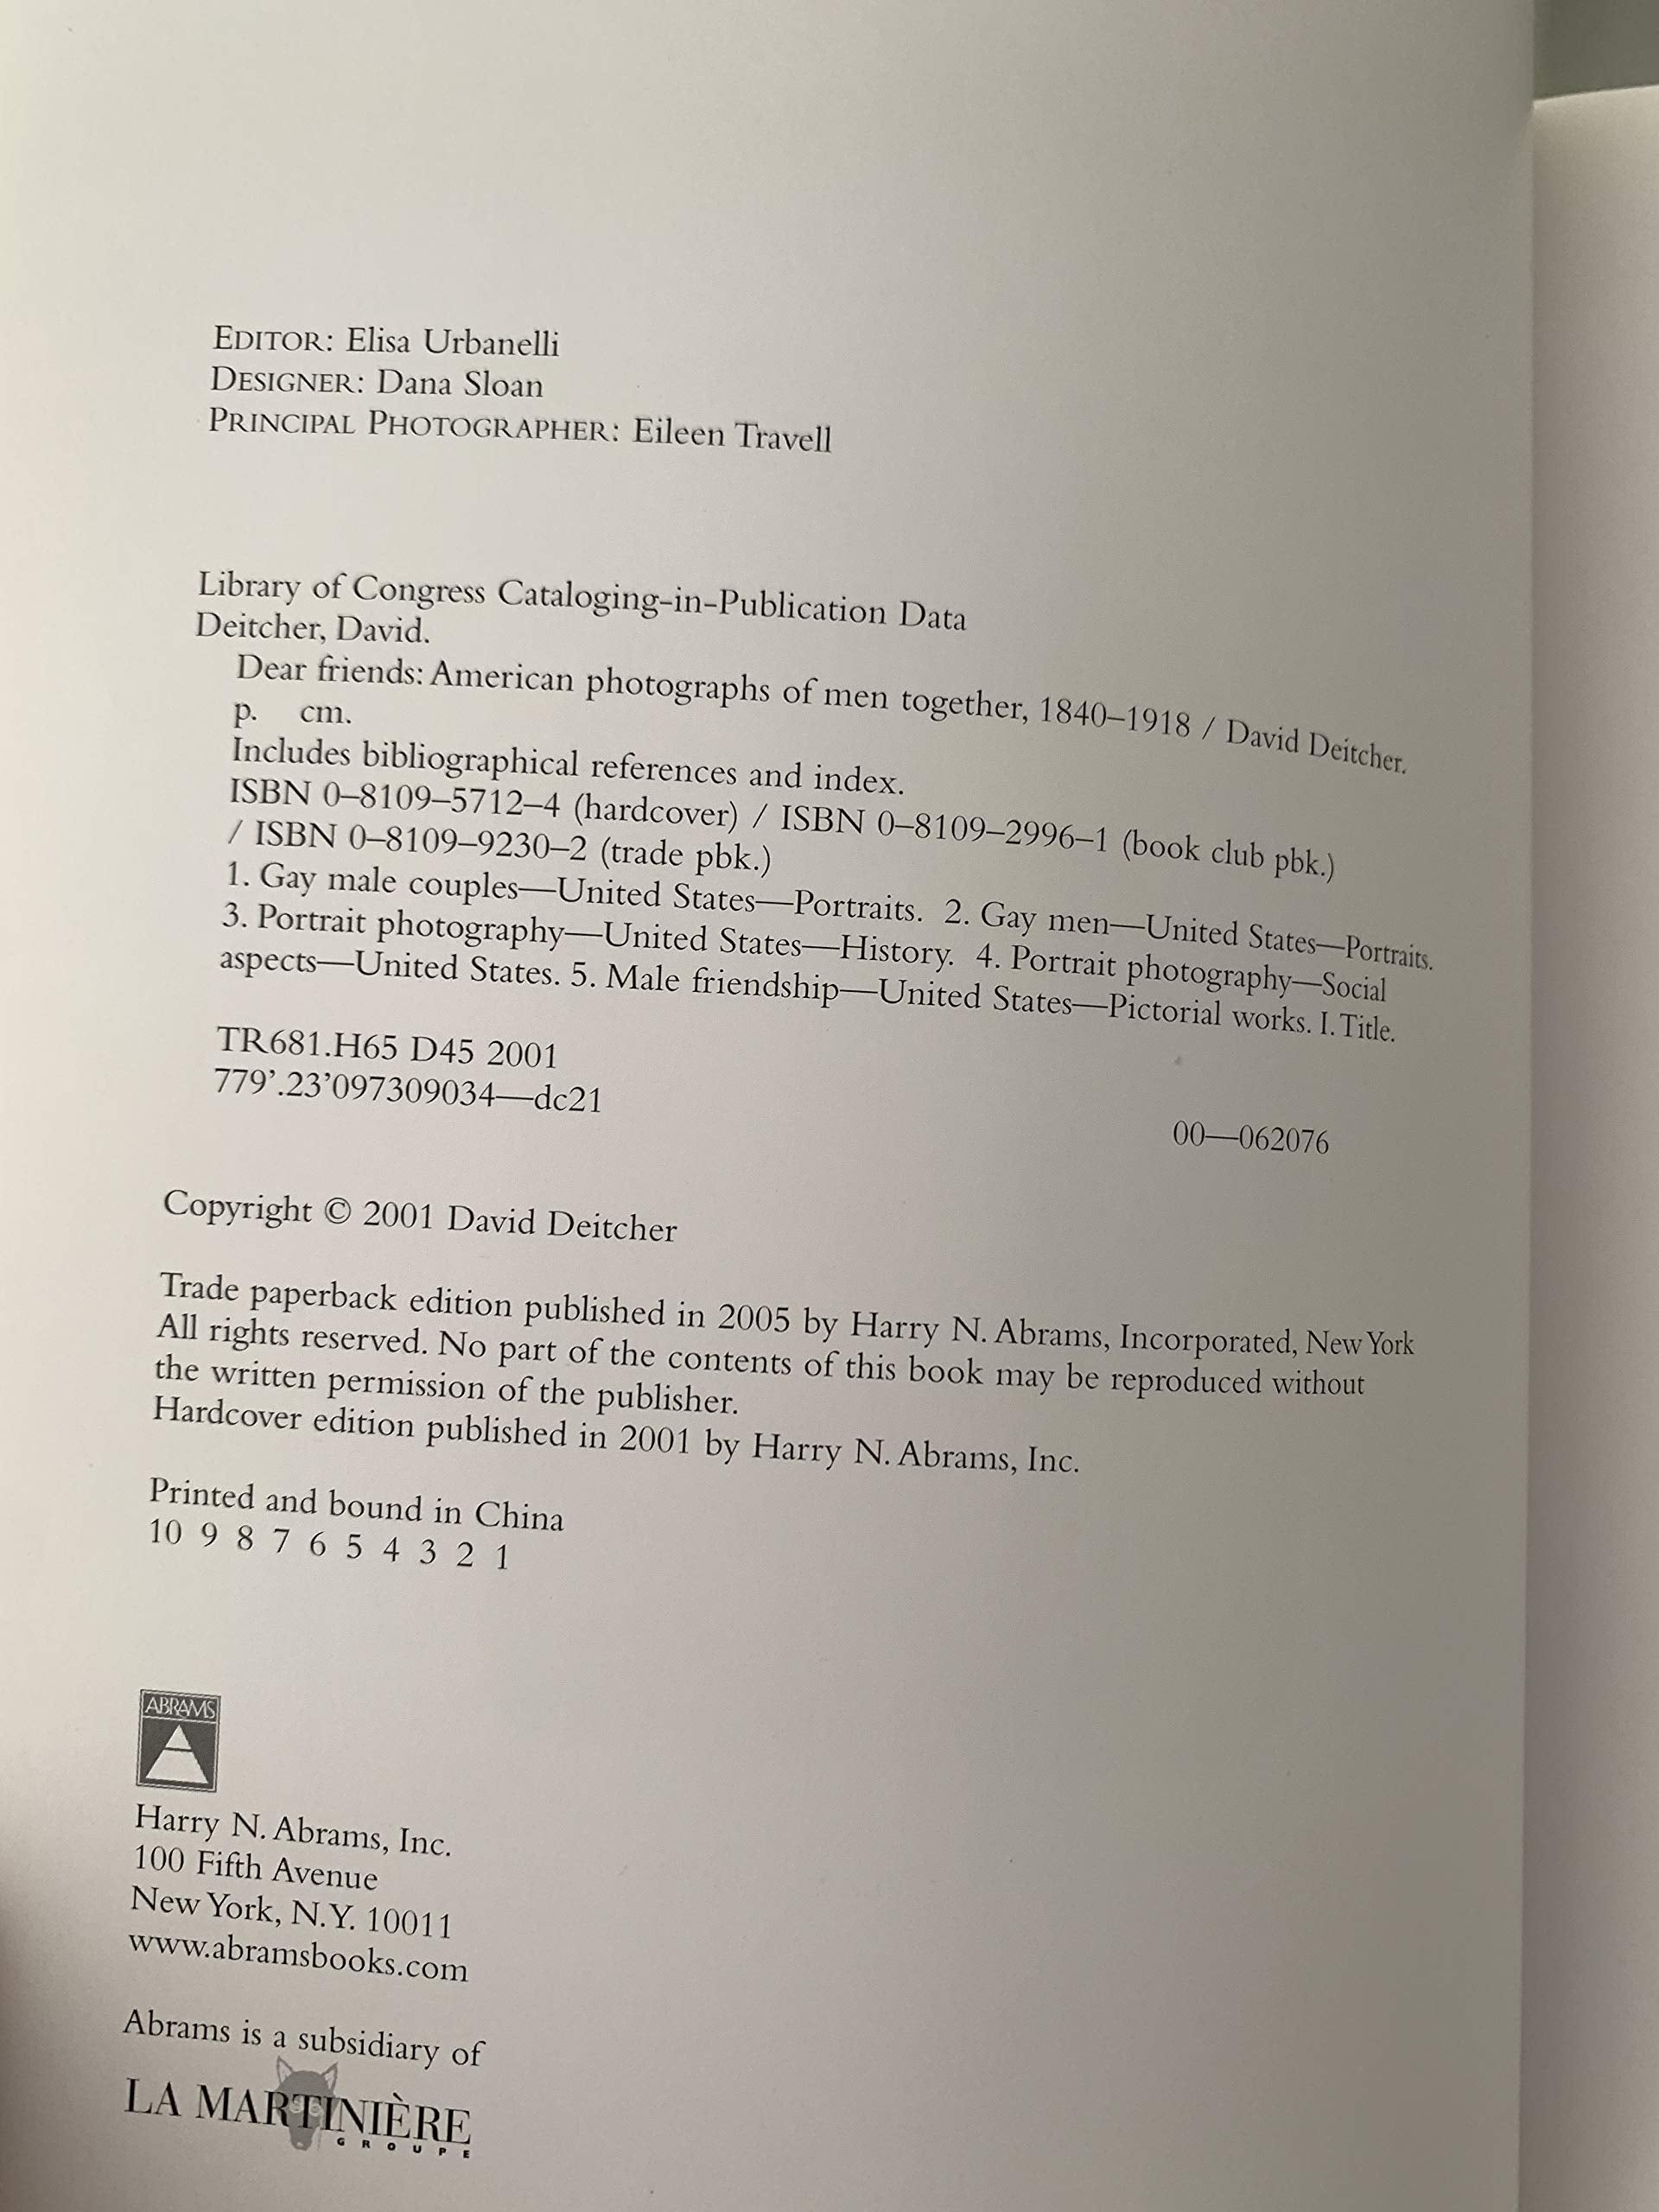 EDITOR: Elisa Urbanelli
DESIGNER: Dana Sloan
PRINCIPAL PHOTOGRAPHER: Eileen Travell
Library of Congress Cataloging-in-Publication Data
Deitcher, David.
Dear friends: American photographs of men together, 1840–1918 / David Deitcher.
p. cm.
Includes bibliographical references and index.
ISBN 0–8109–5712–4 (hardcover) / ISBN 0–8109–2996–1 (book club pbk.)
/ ISBN 0–8109–9230–2 (trade pbk.)
1. Gay male couples—United States—Portraits. 2. Gay men—United States—Portraits.
3. Portrait photography—United States—History. 4. Portrait photography—Social
aspects—United States. 5. Male friendship—United States—Pictorial works. I. Title.
TR681.H65 D45 2001
779’.23’097309034—dc21
00—062076
Copyright © 2001 David Deitcher
Trade paperback edition published in 2005 by Harry N. Abrams, Incorporated, New York
All rights reserved. No part of the contents of this book may be reproduced without
the written permission of the publisher.
Hardcover edition published in 2001 by Harry N. Abrams, Inc.
Printed and bound in China
10 9 8 7 6 5 4 3 2 1
ABRAMS
Harry N. Abrams, Inc.
100 Fifth Avenue
New York, N.Y. 10011
www.abramsbooks.com
Abrams is a subsidiary of
LA MARTINIÈRE
GROUPE